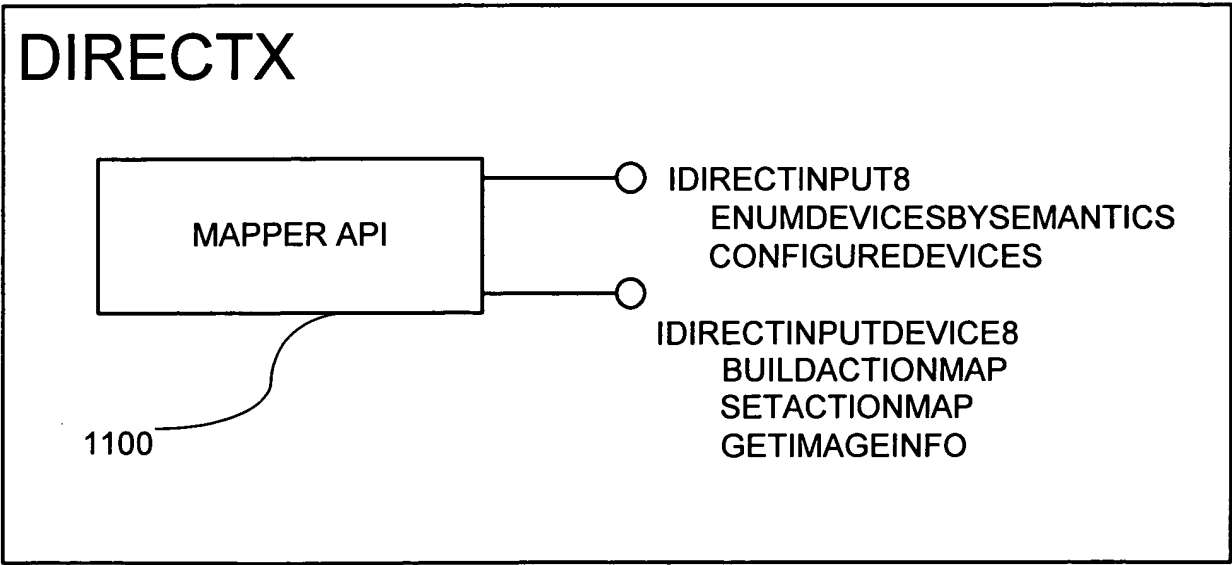 DIRECTX
MAPPER API
IDIRECTINPUT8
ENUMDEVICESBYSEMANTICS
CONFIGUREDEVICES
IDIRECTINPUTDEVICE8
BUILDACTIONMAP
SETACTIONMAP
GETIMAGEINFO
1100